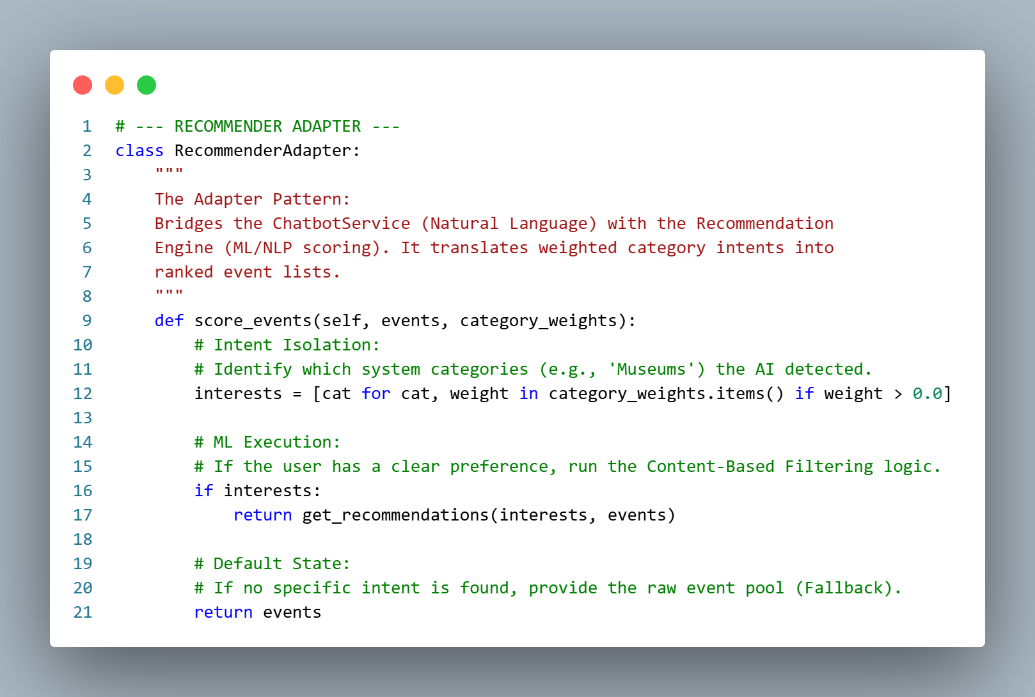 1 # --- RECOMMENDER ADAPTER ---
2 class RecommenderAdapter:
3     """
4     The Adapter Pattern:
5     Bridges the ChatbotService (Natural Language) with the Recommendation
6     Engine (ML/NLP scoring). It translates weighted category intents into
7     ranked event lists.
8     """
9     def score_events(self, events, category_weights):
10         # Intent Isolation:
11         # Identify which system categories (e.g., 'Museums') the AI detected.
12         interests = [cat for cat, weight in category_weights.items() if weight > 0.0]
13
14         # ML Execution:
15         # If the user has a clear preference, run the Content-Based Filtering logic.
16         if interests:
17             return get_recommendations(interests, events)
18
19         # Default State:
20         # If no specific intent is found, provide the raw event pool (Fallback).
21         return events